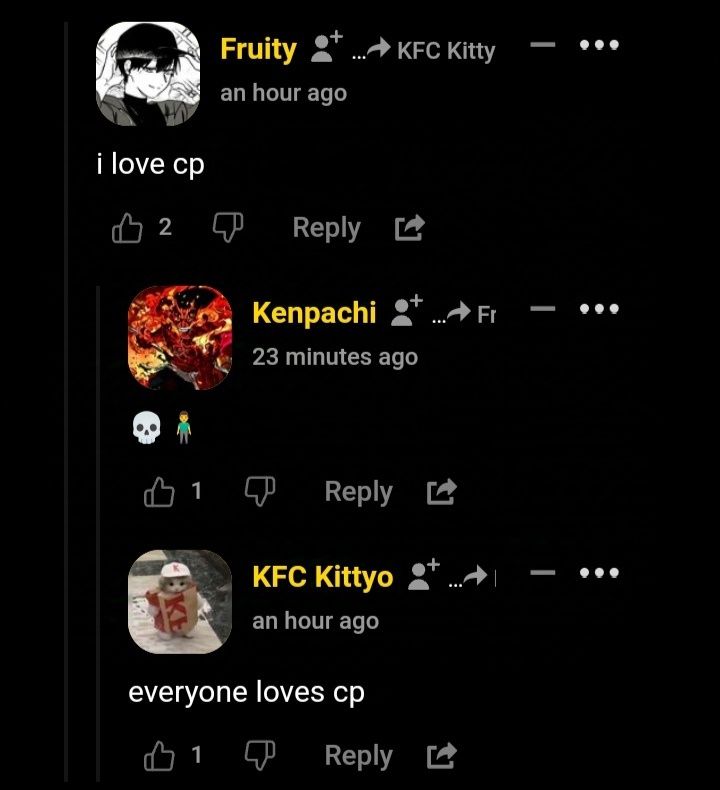 Fruity ... KFC Kitty
an hour ago
i love cp
2 Reply
Kenpachi ... Fr
23 minutes ago
💀🧍‍♂️
1 Reply
KFC Kittyo ...
an hour ago
everyone loves cp
1 Reply